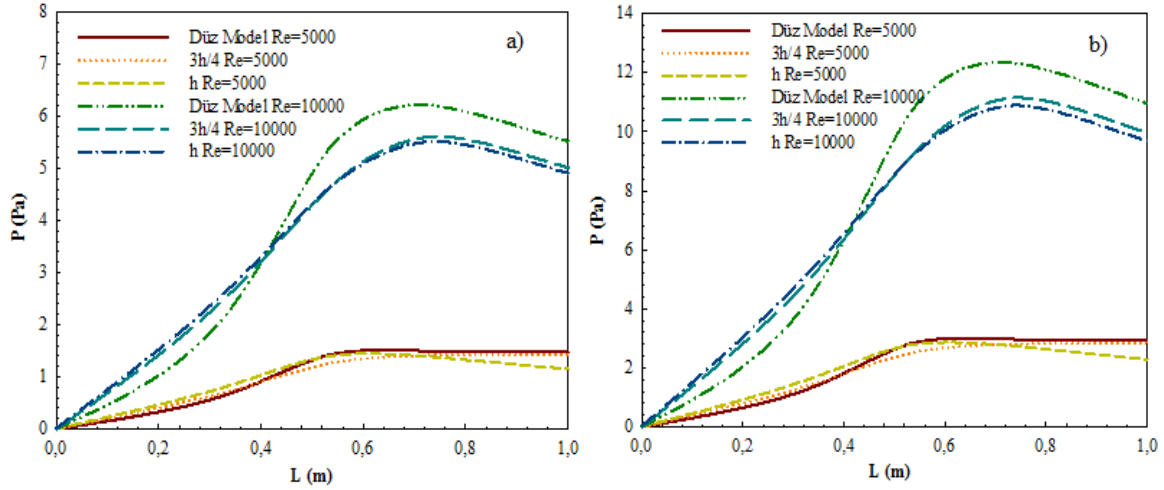 a)
Düz Model Re=5000
3h/4 Re=5000
h Re=5000
Düz Model Re=10000
3h/4 Re=10000
h Re=10000
P (Pa)
8
7
6
5
4
3
2
1
0
0,0 0,2 0,4 0,6 0,8 1,0
L (m)
b)
Düz Model Re=5000
3h/4 Re=5000
h Re=5000
Düz Model Re=10000
3h/4 Re=10000
h Re=10000
P (Pa)
14
12
10
8
6
4
2
0
0,0 0,2 0,4 0,6 0,8 1,0
L (m)